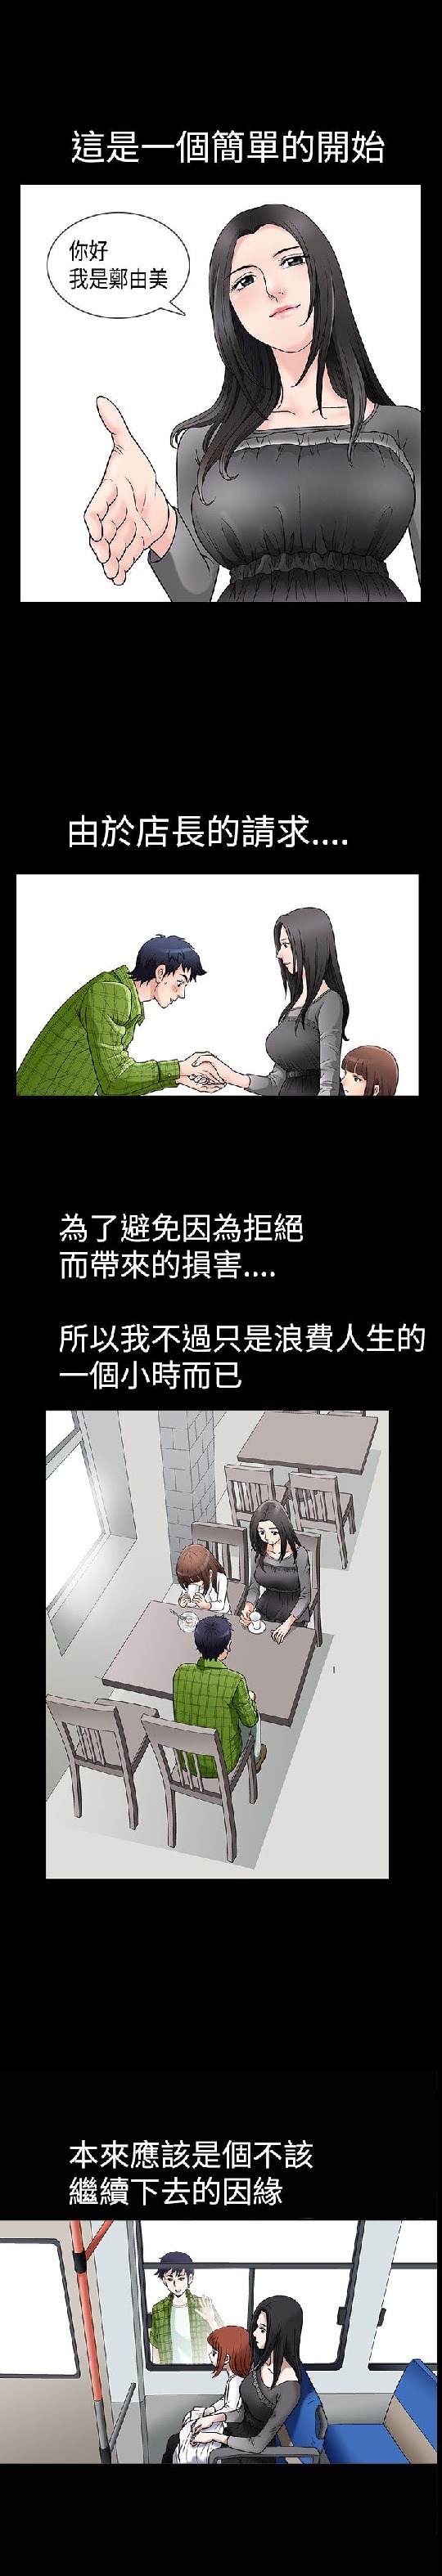 這是一個簡單的開始
你好
我是鄭由美
由於店長的請求....
為了避免因為拒絕
而帶來的損害....
所以我不過只是浪費人生的
一個小時而已
本來應該是個不該
繼續下去的因緣